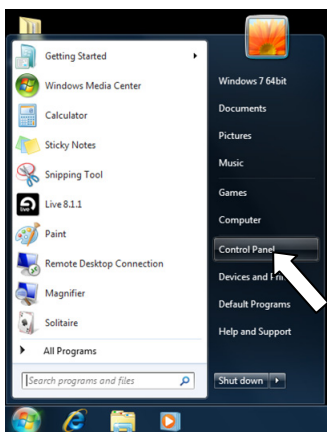 Getting Started
Windows Media Center
Calculator
Sticky Notes
Snipping Tool
Live 8.1.1
Paint
Remote Desktop Connection
Magnifier
Solitaire
All Programs
Search programs and files
Windows 7 64bit
Documents
Pictures
Music
Games
Computer
Control Panel
Devices and
Default Programs
Help and Support
Shut down